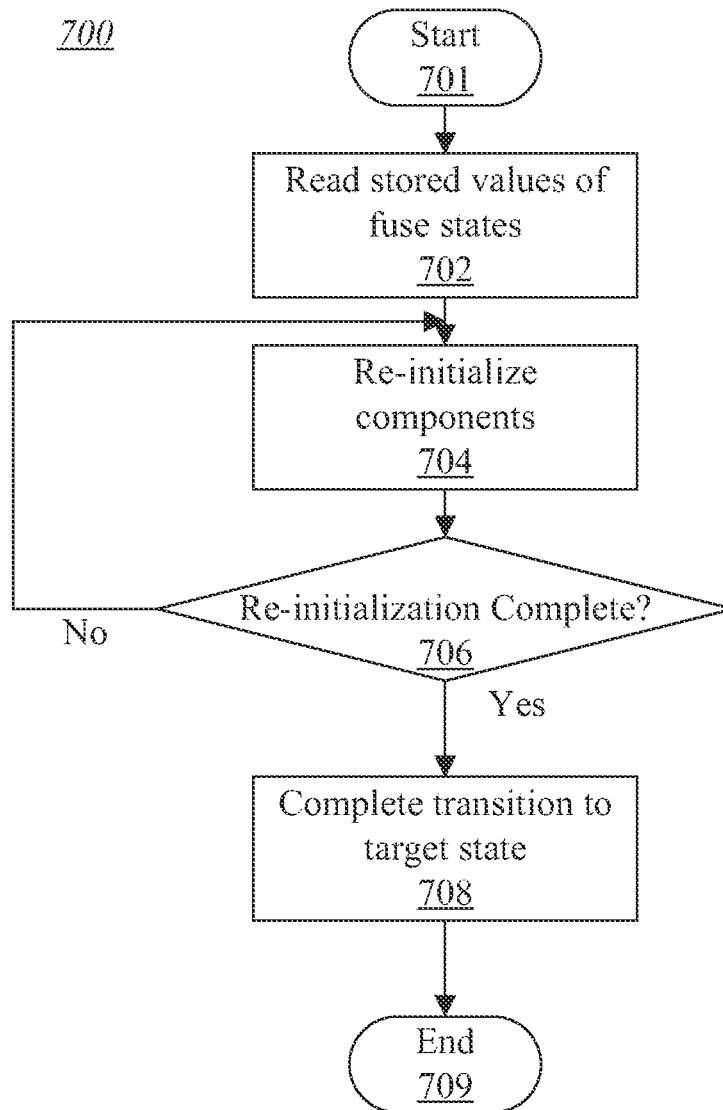 700
Start
701
Read stored values of
fuse states
702
Re-initialize
components
704
Re-initialization Complete?
706
No
Yes
Complete transition to
target state
708
End
709